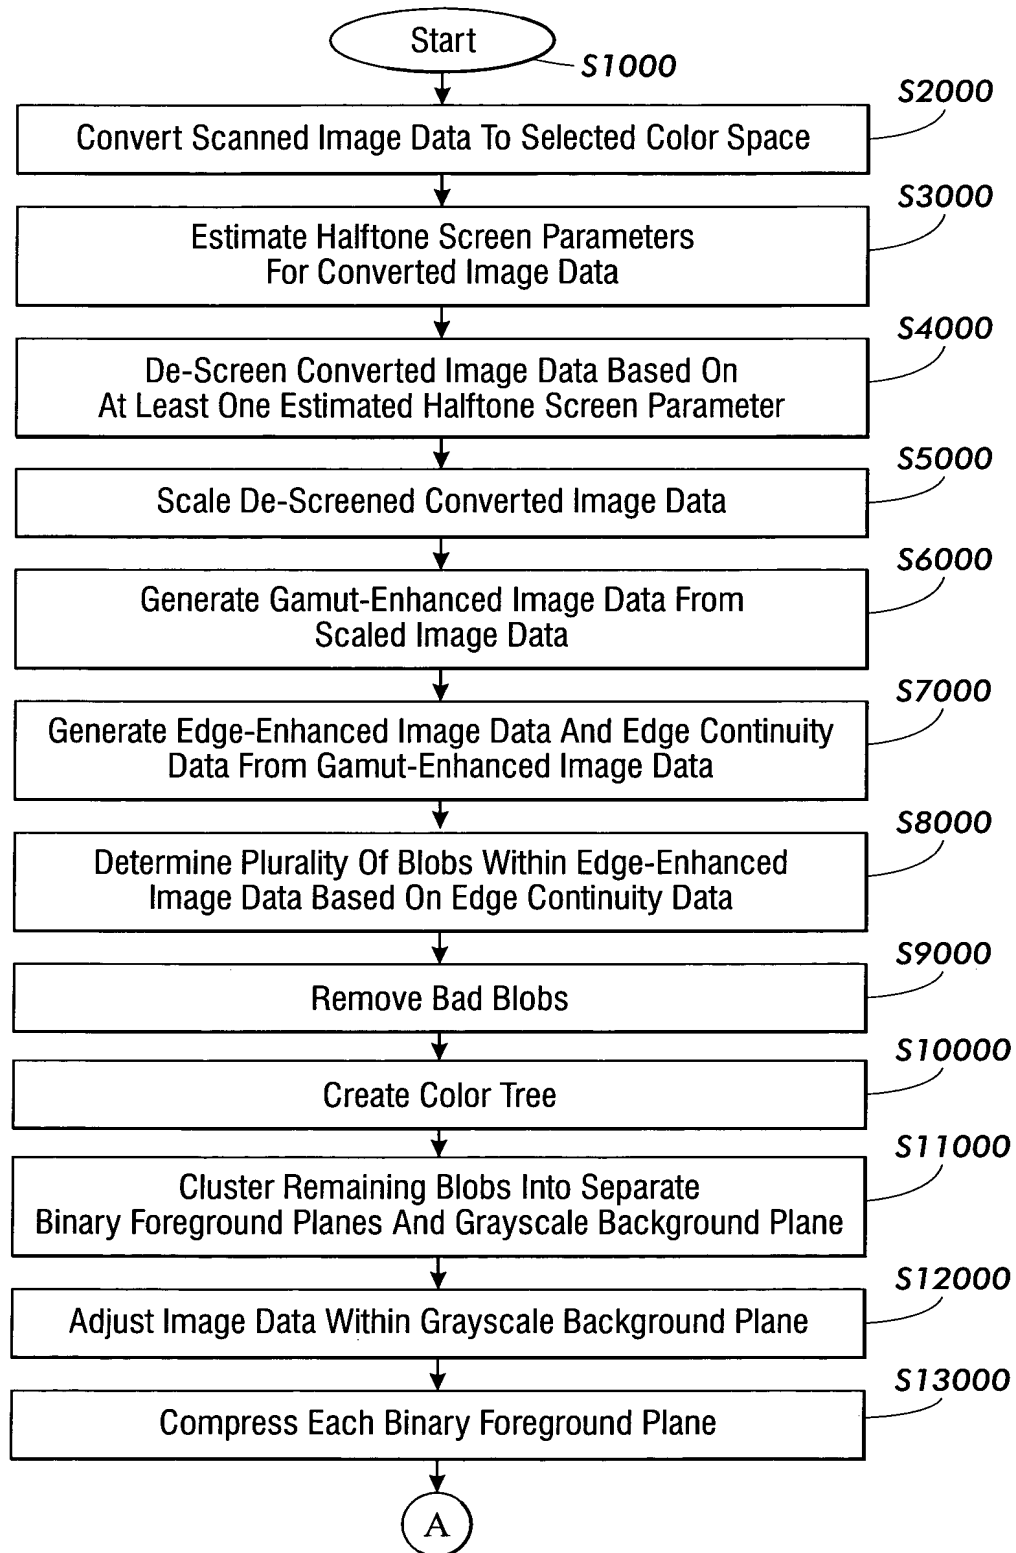 Start
S1000
S2000
Convert Scanned Image Data To Selected Color Space
S3000
Estimate Halftone Screen Parameters
For Converted Image Data
S4000
De-Screen Converted Image Data Based On
At Least One Estimated Halftone Screen Parameter
S5000
Scale De-Screened Converted Image Data
S6000
Generate Gamut-Enhanced Image Data From
Scaled Image Data
S7000
Generate Edge-Enhanced Image Data And Edge Continuity
Data From Gamut-Enhanced Image Data
S8000
Determine Plurality Of Blobs Within Edge-Enhanced
Image Data Based On Edge Continuity Data
S9000
Remove Bad Blobs
S10000
Create Color Tree
S11000
Cluster Remaining Blobs Into Separate
Binary Foreground Planes And Grayscale Background Plane
S12000
Adjust Image Data Within Grayscale Background Plane
S13000
Compress Each Binary Foreground Plane
A